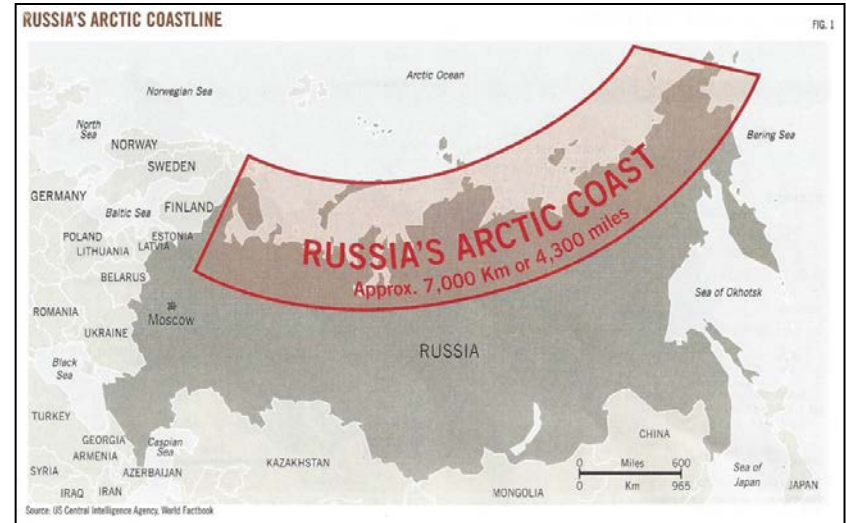 RUSSIA'S ARCTIC COASTLINE
FIG. 1
Arctic Ocean
Norwegian Sea
North
Sea
NORWAY
SWEDEN
Bering Sea
GERMANY
Baltic Sea
FINLAND
POLAND
ESTONIA
LITHUANIA
LATVIA
BELARUS
RUSSIA'S ARCTIC COAST
Approx. 7,000 Km or 4,300 miles
Sea of Okhotsk
ROMANIA
Moscow
UKRAINE
RUSSIA
Black
Sea
TURKEY
GEORGIA
ARMENIA
Caspian
Sea
AZERBAIJAN
SYRIA
IRAQ
IRAN
KAZAKHSTAN
MONGOLIA
CHINA
0 Miles 600
0 Km 965
Sea of
Japan
JAPAN
Source: US Central Intelligence Agency, World Factbook